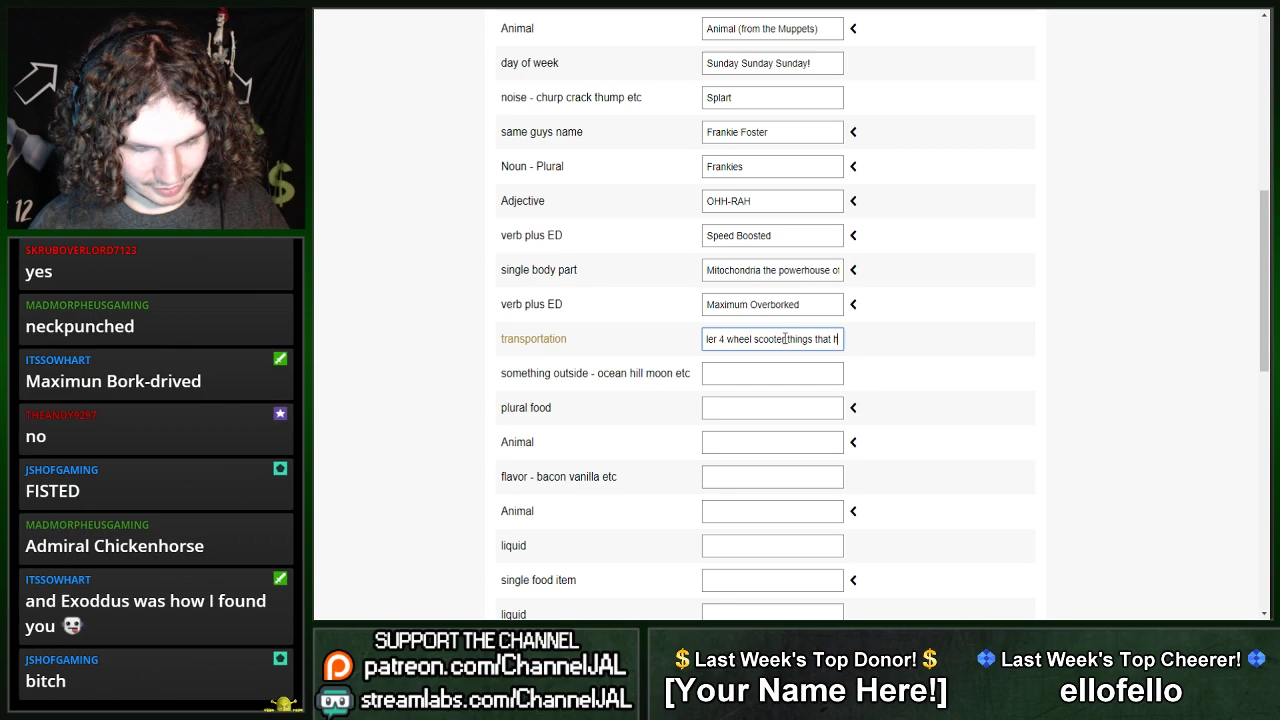 12
$
SKRUBOVERLORD7123
yes
MADMORPHEUSGAMING
neckpunched
ITSSOWHART
Maximun Bork-drived
THEANDY9297
no
JSHOFGAMING
FISTED
MADMORPHEUSGAMING
Admiral Chickenhorse
ITSSOWHART
and Exoddus was how I found
you
JSHOFGAMING
bitch
Animal Animal (from the Muppets)
day of week Sunday Sunday Sunday!
noise - churp crack thump etc Splart
same guys name Frankie Foster
Noun - Plural Frankies
Adjective OHH-RAH
verb plus ED Speed Boosted
single body part Mitochondria the powerhouse of
verb plus ED Maximum Overborked
transportation ler 4 wheel scooter things that h
something outside - ocean hill moon etc
plural food
Animal
flavor - bacon vanilla etc
Animal
liquid
single food item
liquid
SUPPORT THE CHANNEL
patreon.com/ChannelJAL
streamlabs.com/ChannelJAL
$ Last Week's Top Donor! $
[Your Name Here!]
Last Week's Top Cheerer!
ellofello